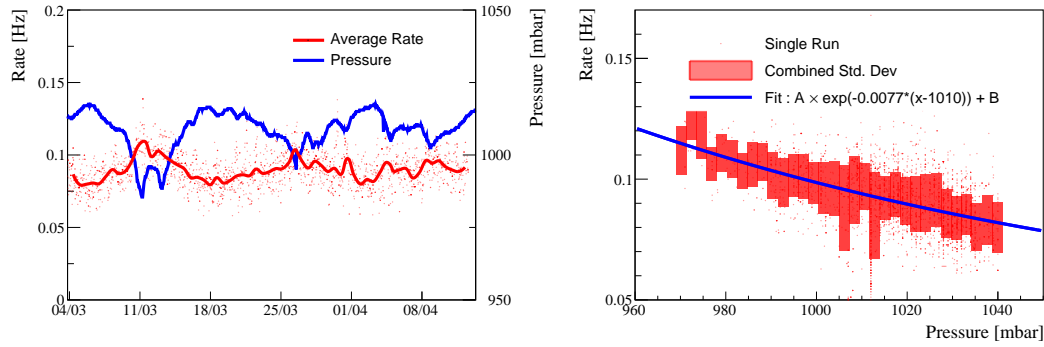 Rate [Hz]
0.2
0.15
0.1
0.05
0
Average Rate
Pressure
1050
1000
950
Pressure [mbar]
04/03 11/03 18/03 25/03 01/04 08/04
Rate [Hz]
0.15
0.1
0.05
Single Run
Combined Std. Dev
Fit : A × exp(-0.0077*(x-1010)) + B
960 980 1000 1020 1040
Pressure [mbar]